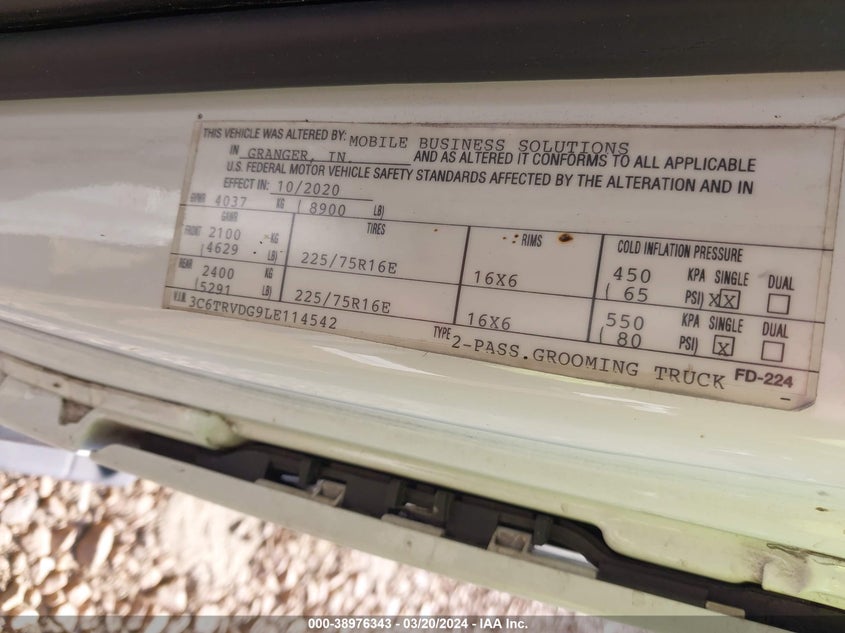 THIS VEHICLE WAS ALTERED BY: MOBILE BUSINESS SOLUTIONS
IN GRANGER, IN AND AS ALTERED IT CONFORMS TO ALL APPLICABLE
U.S. FEDERAL MOTOR VEHICLE SAFETY STANDARDS AFFECTED BY THE ALTERATION AND IN
EFFECT IN: 10/2020
GVWR 4037 KG ( 8900 LB)
GAWR TIRES RIMS COLD INFLATION PRESSURE
FRONT 2100 KG 225/75R16E 16X6 450 KPA SINGLE DUAL
(4629 LB) ( 65 PSI) XX
REAR 2400 KG 225/75R16E 16X6 550 KPA SINGLE DUAL
(5291 LB) ( 80 PSI) X
V.I.N. 3C6TRVDG9LE114542 TYPE 2-PASS.GROOMING TRUCK FD-224
000-38976343 - 03/20/2024 - IAA Inc.